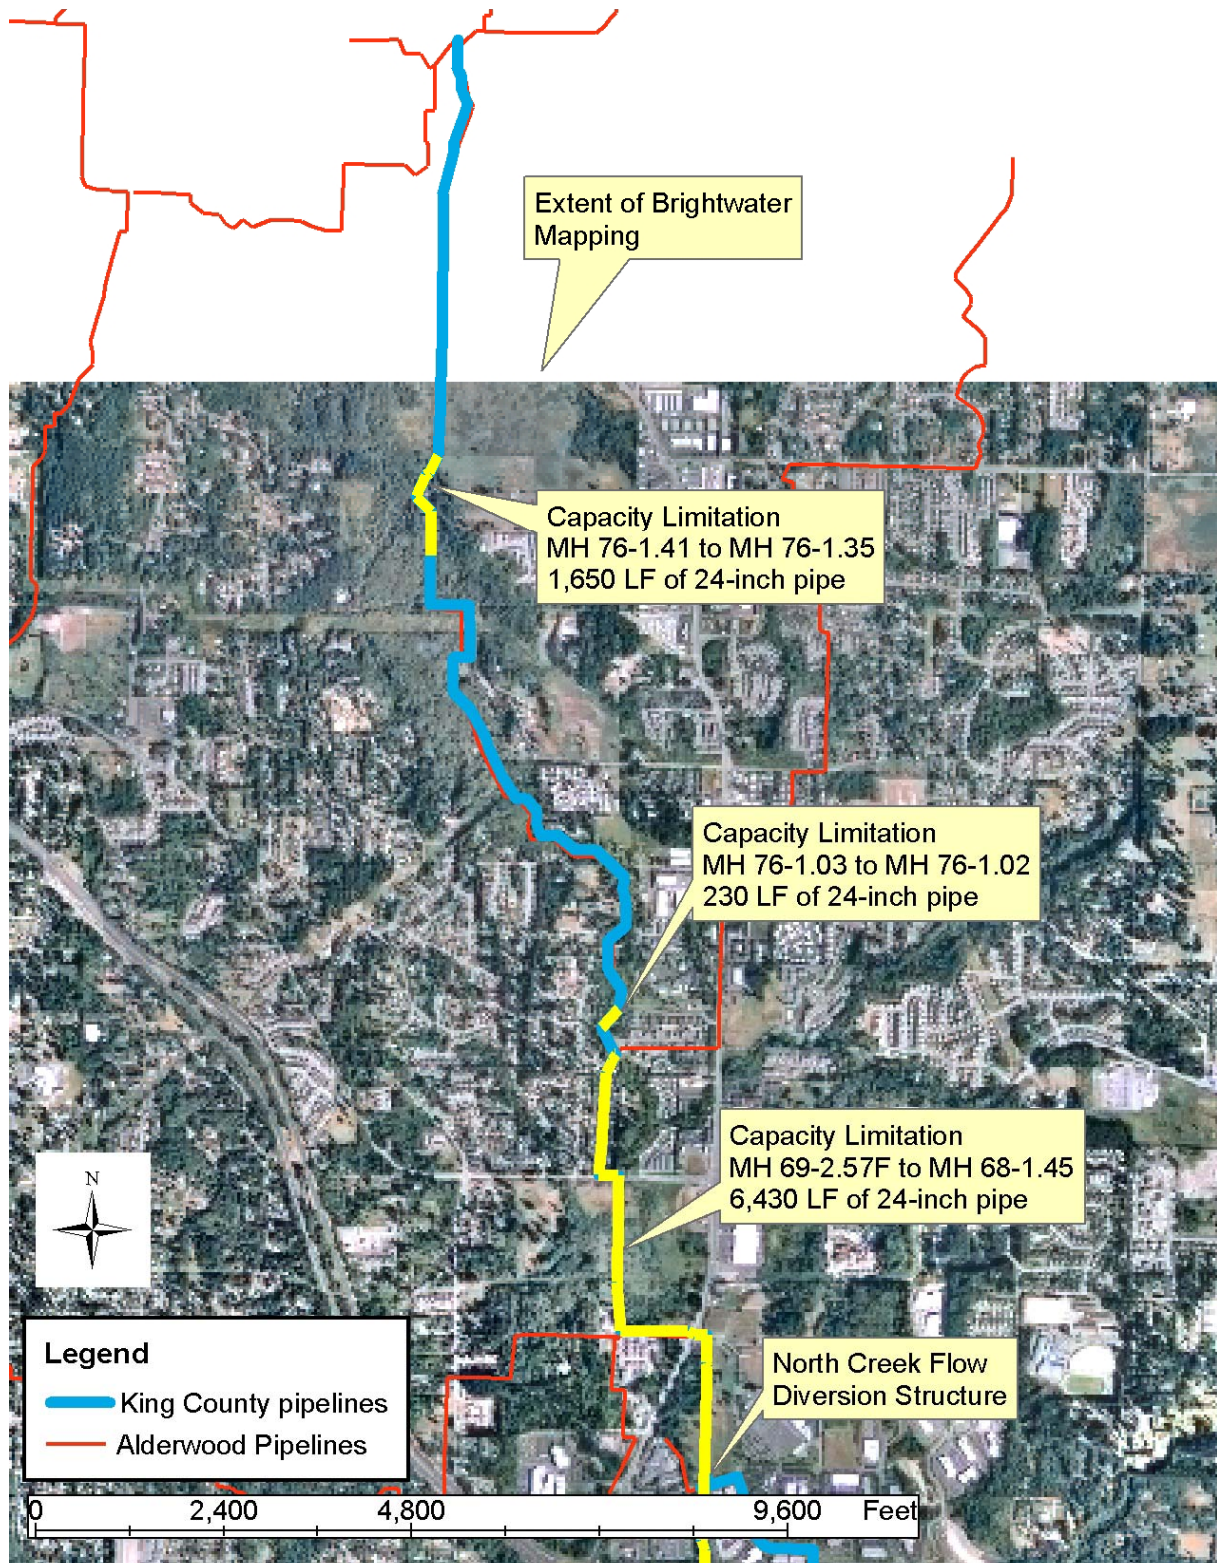 Extent of Brightwater
Mapping
Capacity Limitation
MH 76-1.41 to MH 76-1.35
1,650 LF of 24-inch pipe
Capacity Limitation
MH 76-1.03 to MH 76-1.02
230 LF of 24-inch pipe
Capacity Limitation
MH 69-2.57F to MH 68-1.45
6,430 LF of 24-inch pipe
N
North Creek Flow
Diversion Structure
Legend
King County pipelines
Alderwood Pipelines
0 2,400 4,800 9,600 Feet